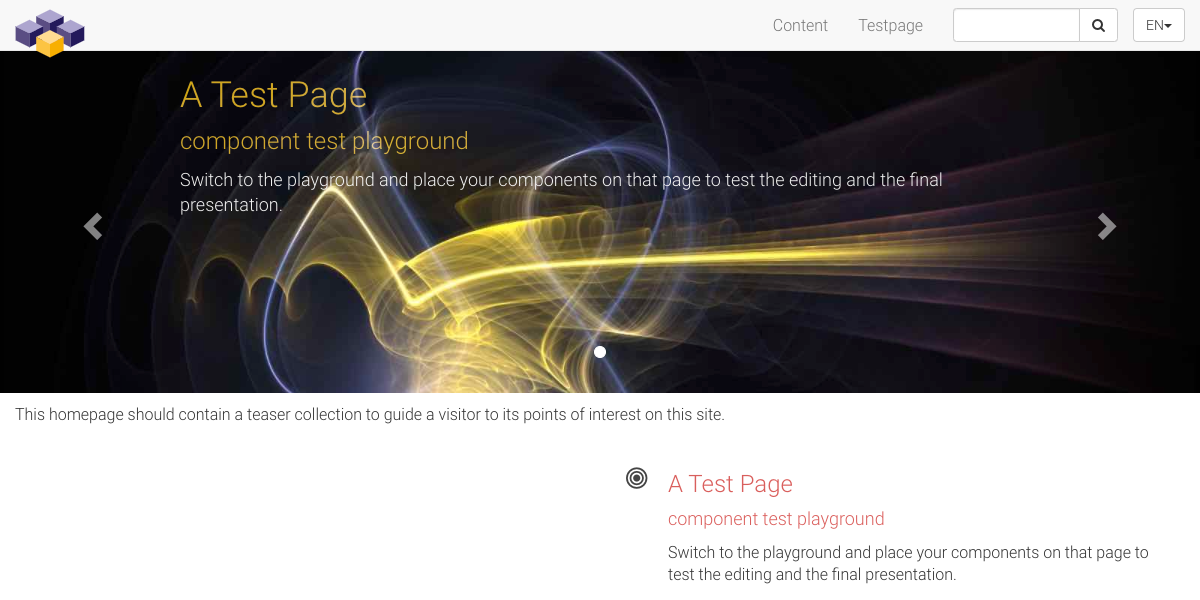 Content
Testpage
EN
A Test Page
component test playground
Switch to the playground and place your components on that page to test the editing and the final
presentation.
This homepage should contain a teaser collection to guide a visitor to its points of interest on this site.
A Test Page
component test playground
Switch to the playground and place your components on that page to
test the editing and the final presentation.